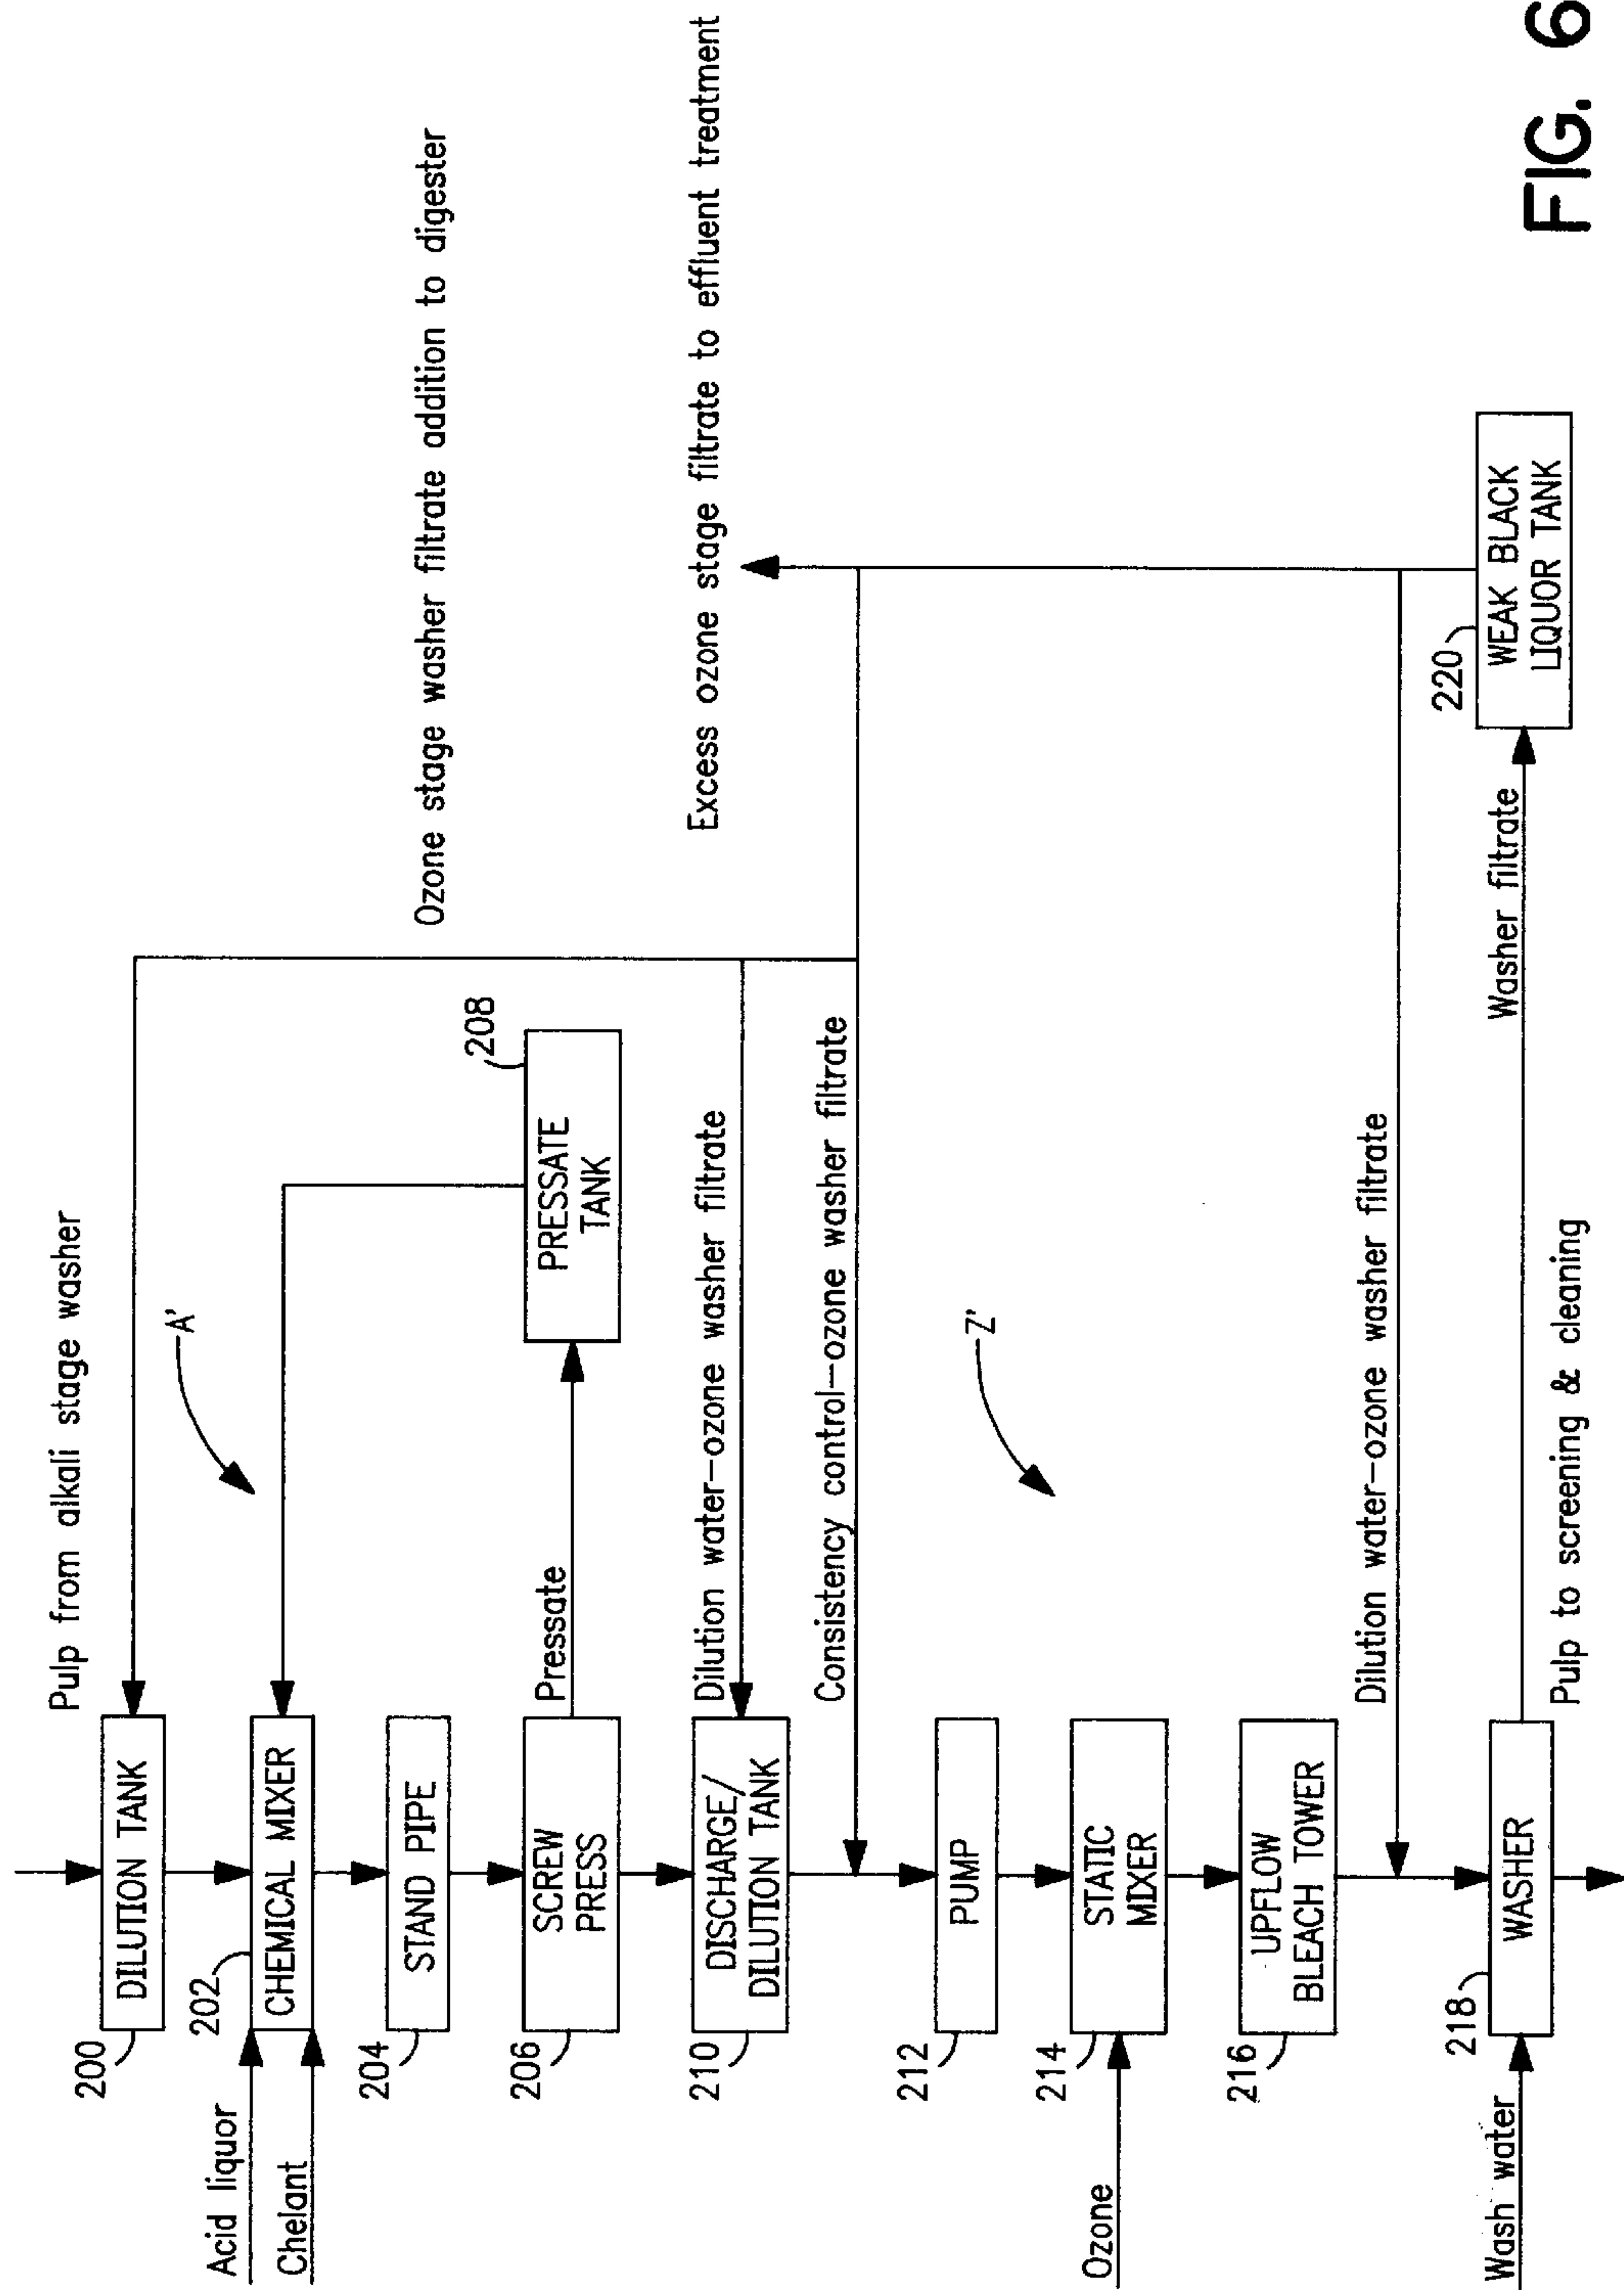 Pulp from alkali stage washer
200
DILUTION TANK
Acid liquor
Chelant
202
CHEMICAL MIXER
A'
204
STAND PIPE
206
SCREW
PRESS
Pressate
208
PRESSATE
TANK
Ozone stage washer filtrate addition to digester
210
DISCHARGE/
DILUTION TANK
Dilution water-ozone washer filtrate
Excess ozone stage filtrate to effluent treatment
Consistency control-ozone washer filtrate
212
PUMP
Z'
Ozone
214
STATIC
MIXER
216
UPFLOW
BLEACH TOWER
Dilution water-ozone washer filtrate
Wash water
218
WASHER
Washer filtrate
220
WEAK BLACK
LIQUOR TANK
Pulp to screening & cleaning
FIG. 6